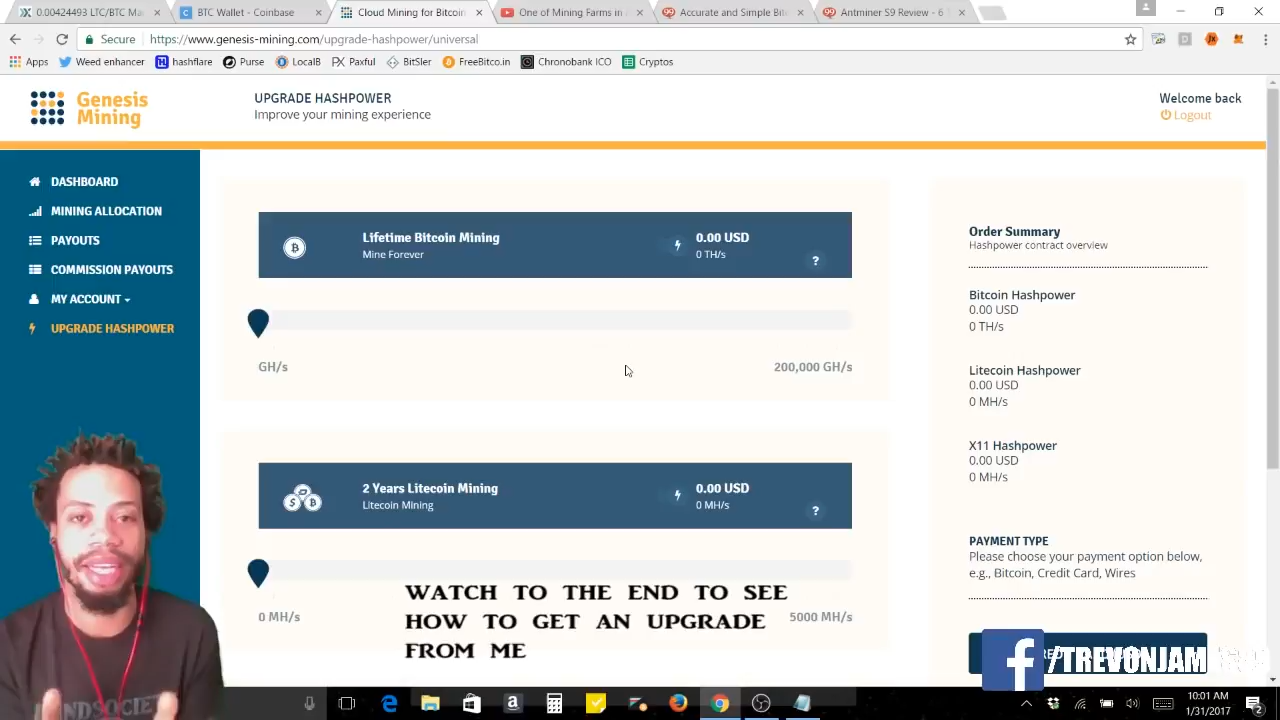 0.00424493 LTC/BTC Mar
BTC Wallet - Coinbase
Cloud Mining for Bitcoin
One of Mining Farms in
Accurate and Simple Bit
Antminer S9 Review - 6
Secure
https://www.genesis-mining.com/upgrade-hashpower/universal
Apps Weed enhancer hashflare Purse LocalB Paxful BitSler FreeBitco.in Chronobank ICO Cryptos
Genesis
Mining
UPGRADE HASHPOWER
Improve your mining experience
Welcome back
Logout
DASHBOARD
MINING ALLOCATION
PAYOUTS
COMMISSION PAYOUTS
MY ACCOUNT
UPGRADE HASHPOWER
Lifetime Bitcoin Mining
Mine Forever
0.00 USD
0 TH/s
?
GH/s
200,000 GH/s
2 Years Litecoin Mining
Litecoin Mining
0.00 USD
0 MH/s
?
0 MH/s
5000 MH/s
Order Summary
Hashpower contract overview
Bitcoin Hashpower
0.00 USD
0 TH/s
Litecoin Hashpower
0.00 USD
0 MH/s
X11 Hashpower
0.00 USD
0 MH/s
PAYMENT TYPE
Please choose your payment option below,
e.g., Bitcoin, Credit Card, Wires
WATCH TO THE END TO SEE
HOW TO GET AN UPGRADE
FROM ME
f
10:01 AM
1/31/2017